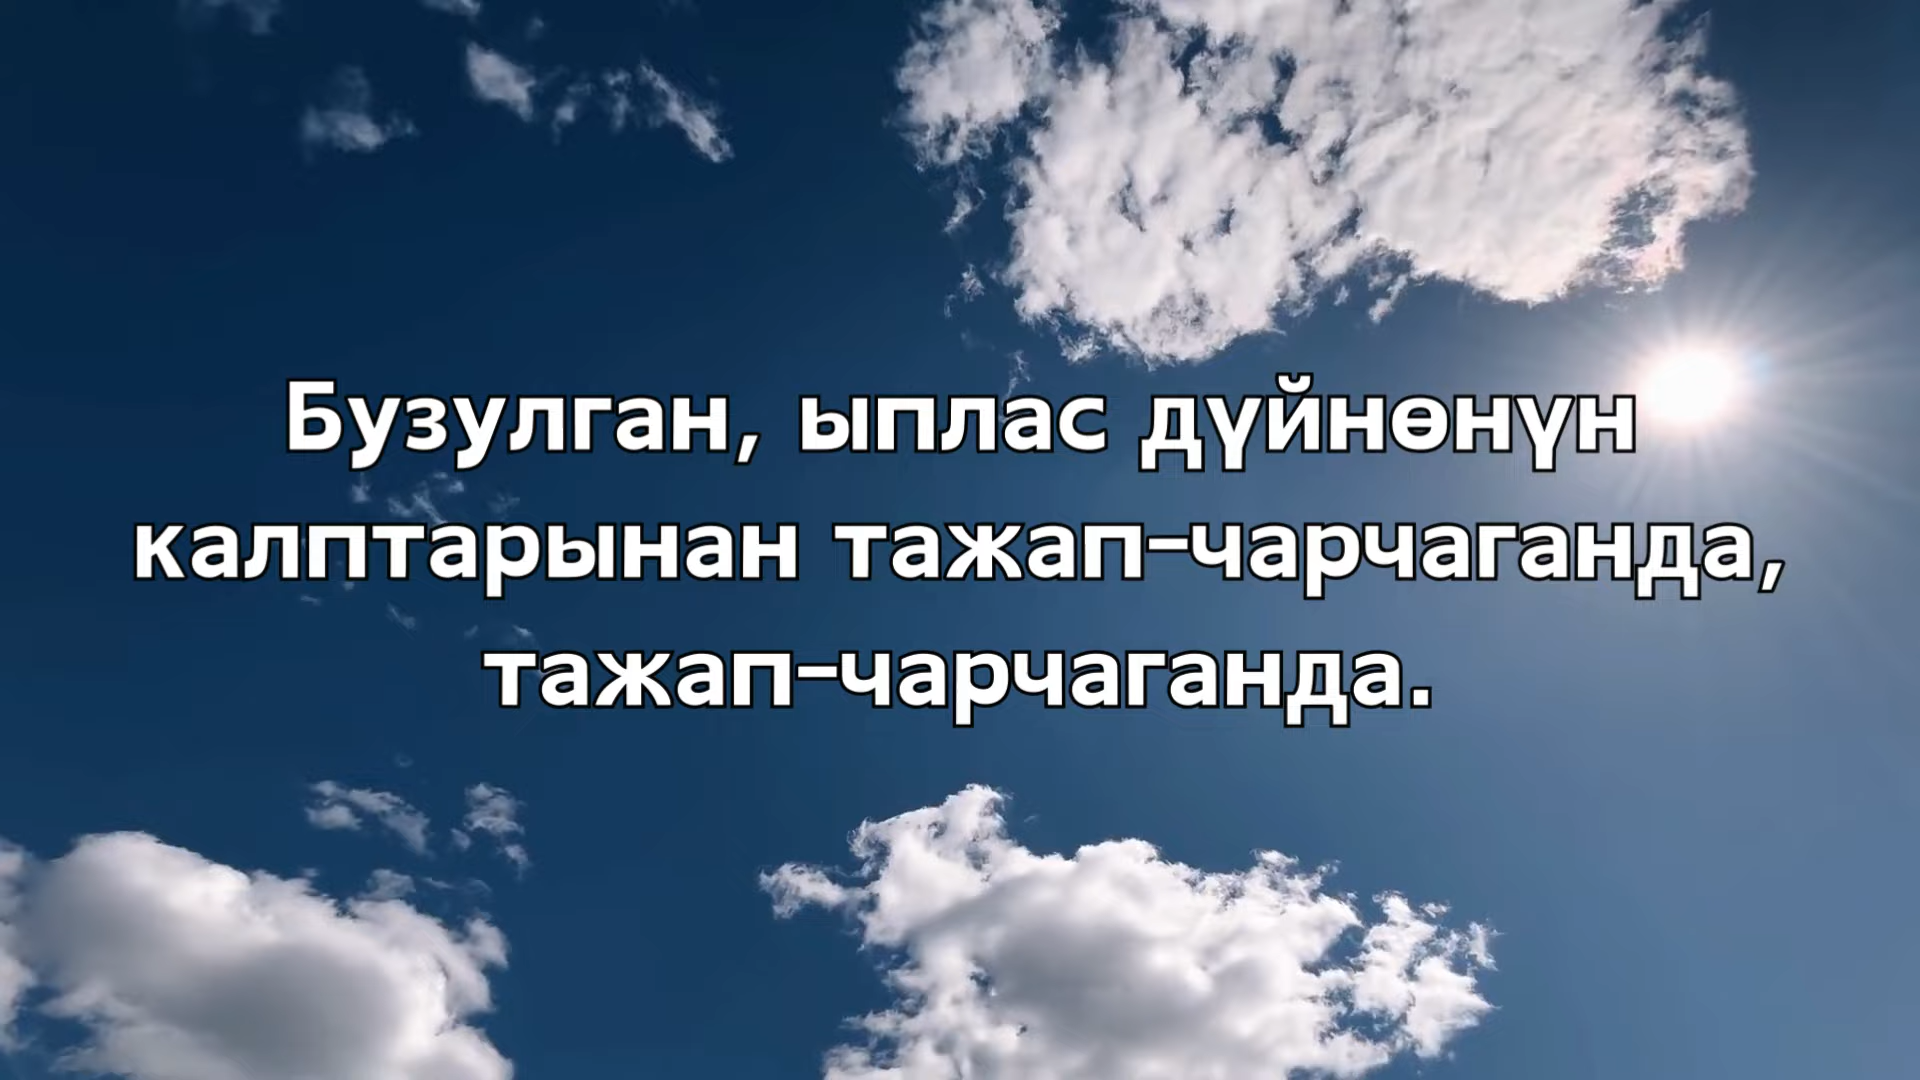 Бузулган, ыплас дүйнөнүн
калптарынан тажап-чарчаганда,
тажап-чарчаганда.